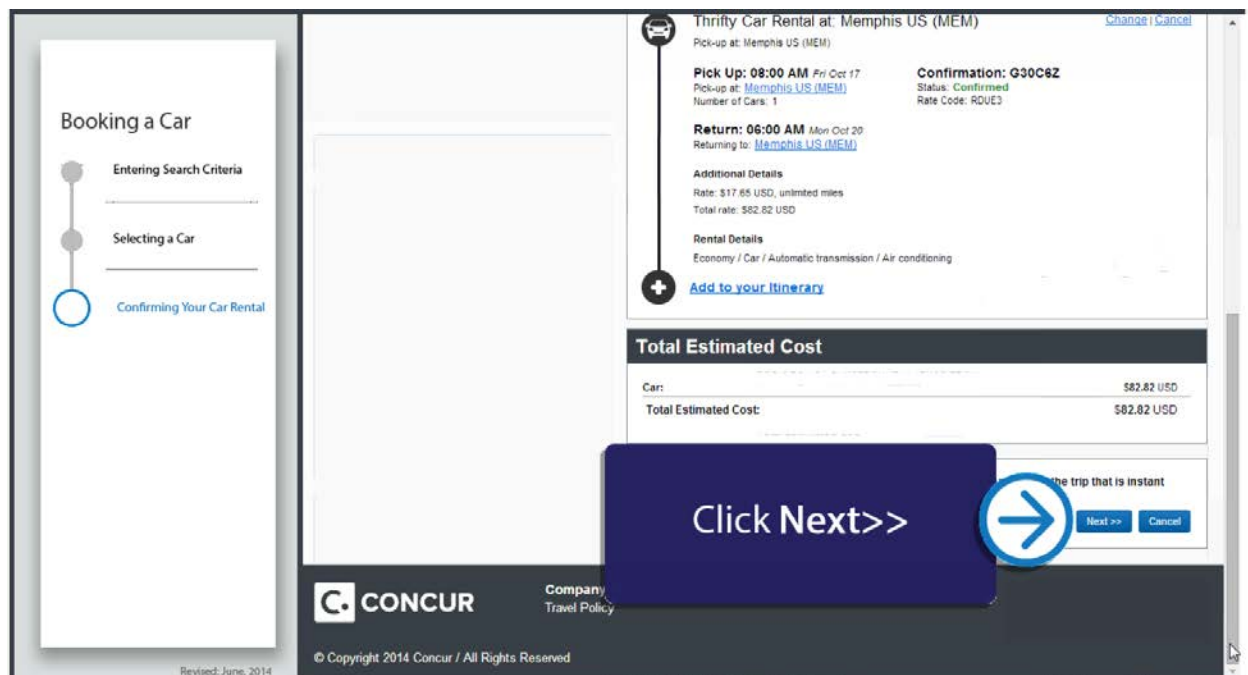 Booking a Car
Entering Search Criteria
Selecting a Car
Confirming Your Car Rental
Revised: June, 2014
Thrifty Car Rental at: Memphis US (MEM)
Change | Cancel
Pick-up at: Memphis US (MEM)
Pick Up: 08:00 AM Fri Oct 17
Confirmation: G30C6Z
Pick-up at: Memphis US (MEM)
Status: Confirmed
Number of Cars: 1
Rate Code: RDUE3
Return: 06:00 AM Mon Oct 20
Returning to: Memphis US (MEM)
Additional Details
Rate: $17.65 USD, unlimited miles
Total rate: $82.82 USD
Rental Details
Economy / Car / Automatic transmission / Air conditioning
Add to your Itinerary
Total Estimated Cost
Car: $82.82 USD
Total Estimated Cost: $82.82 USD
the trip that is instant
Click Next>>
Next >> Cancel
C. CONCUR
Company
Travel Policy
© Copyright 2014 Concur / All Rights Reserved